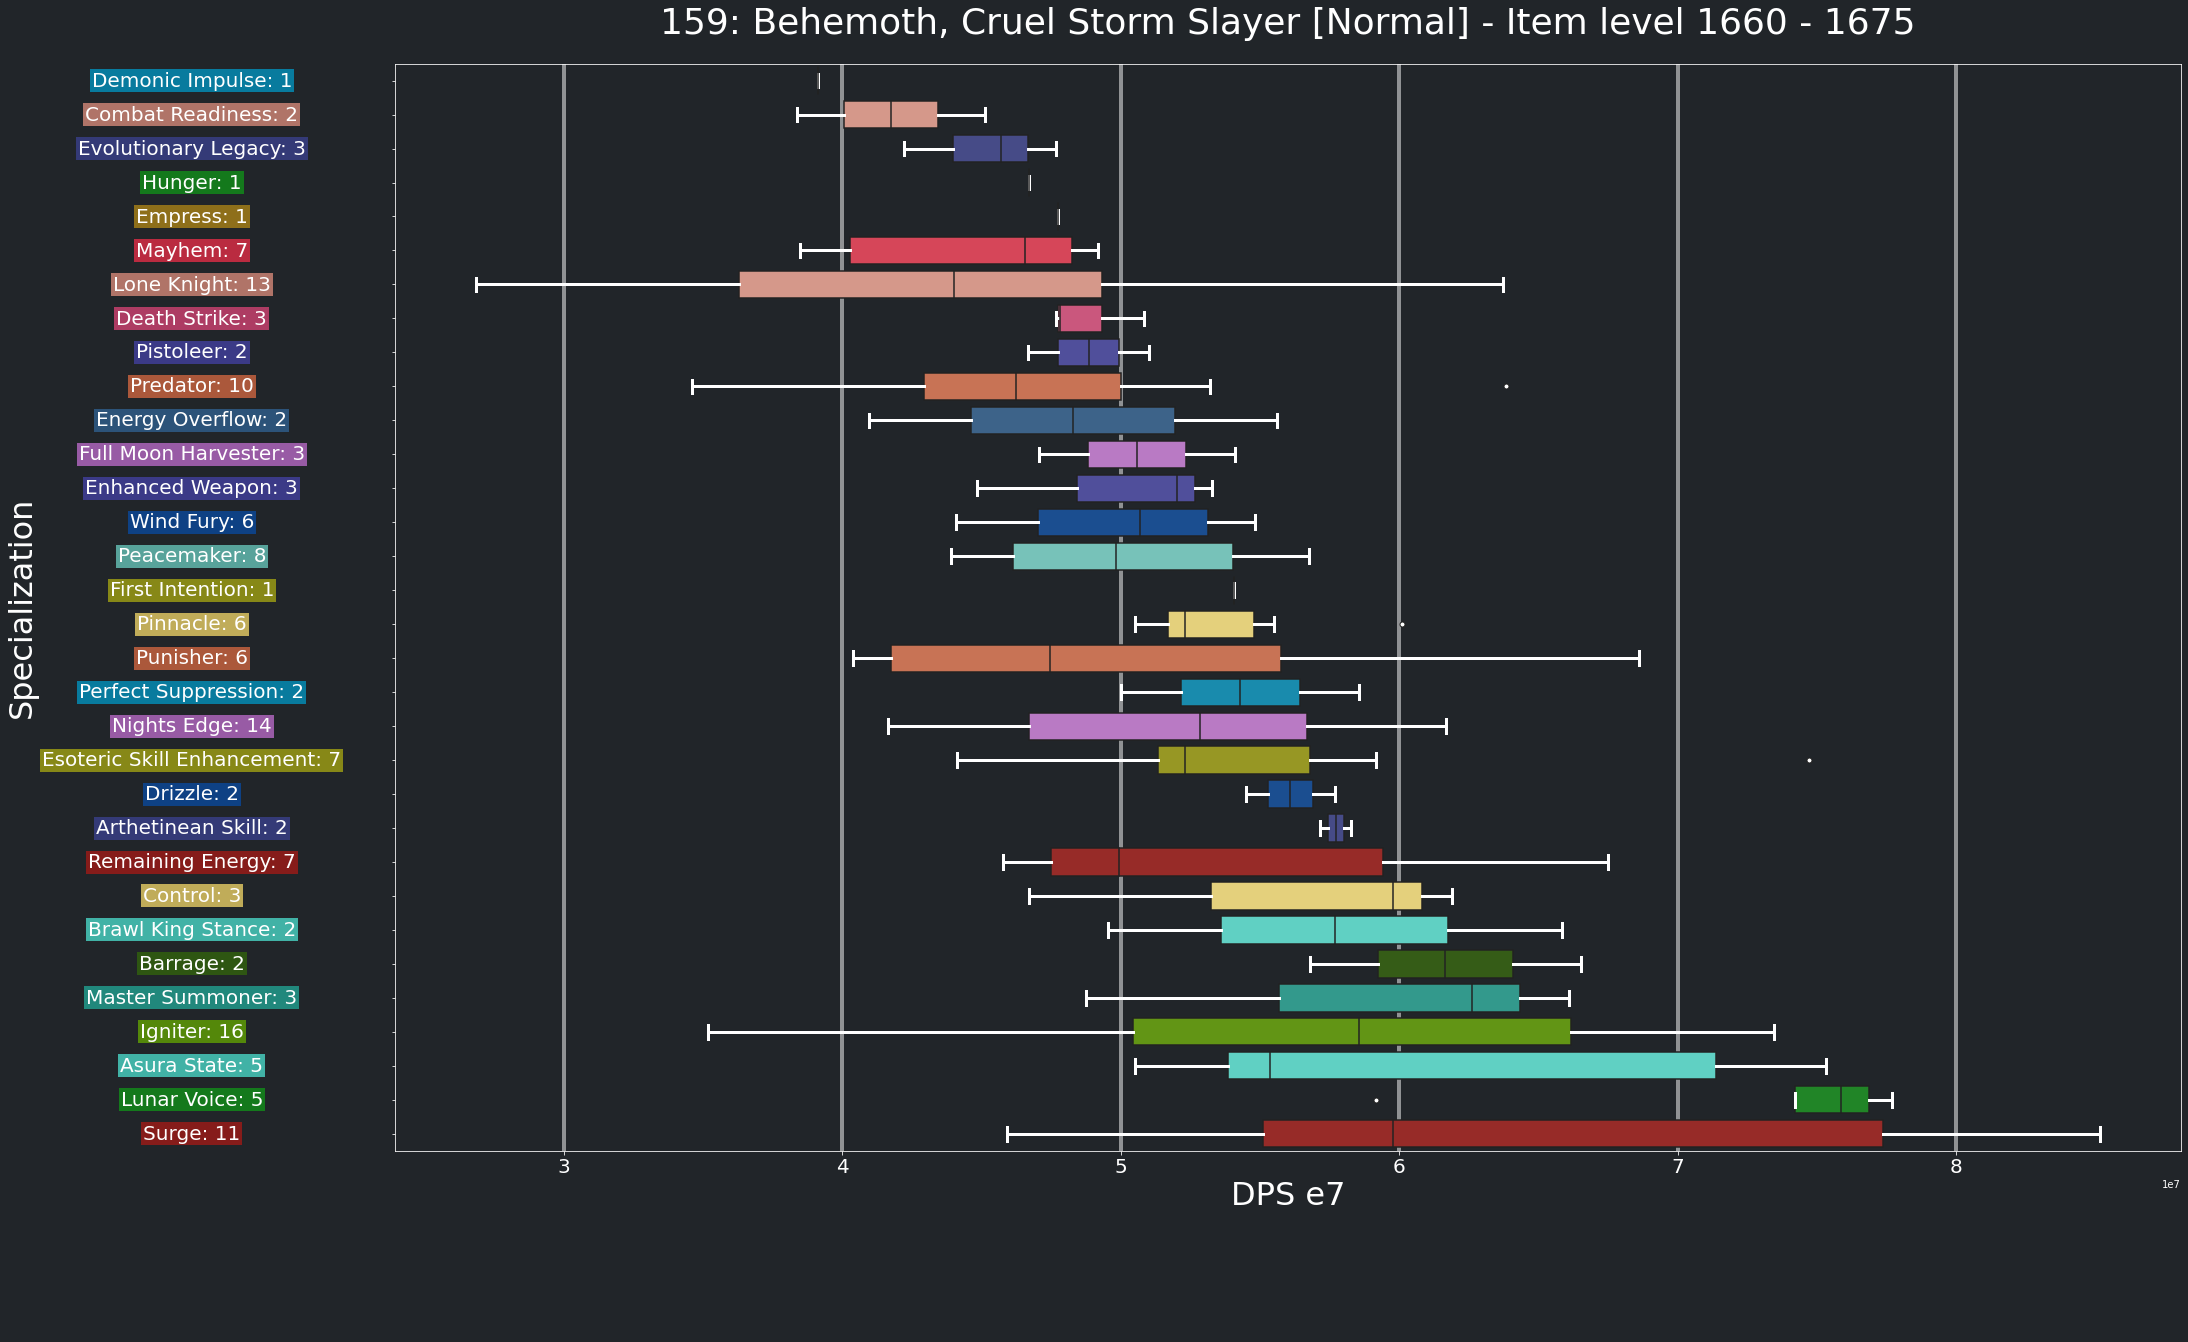 159: Behemoth, Cruel Storm Slayer [Normal] - Item level 1660 - 1675
Specialization
Demonic Impulse: 1
Combat Readiness: 2
Evolutionary Legacy: 3
Hunger: 1
Empress: 1
Mayhem: 7
Lone Knight: 13
Death Strike: 3
Pistoleer: 2
Predator: 10
Energy Overflow: 2
Full Moon Harvester: 3
Enhanced Weapon: 3
Wind Fury: 6
Peacemaker: 8
First Intention: 1
Pinnacle: 6
Punisher: 6
Perfect Suppression: 2
Nights Edge: 14
Esoteric Skill Enhancement: 7
Drizzle: 2
Arthetinean Skill: 2
Remaining Energy: 7
Control: 3
Brawl King Stance: 2
Barrage: 2
Master Summoner: 3
Igniter: 16
Asura State: 5
Lunar Voice: 5
Surge: 11
3 4 5 6 7 8
DPS e7
1e7